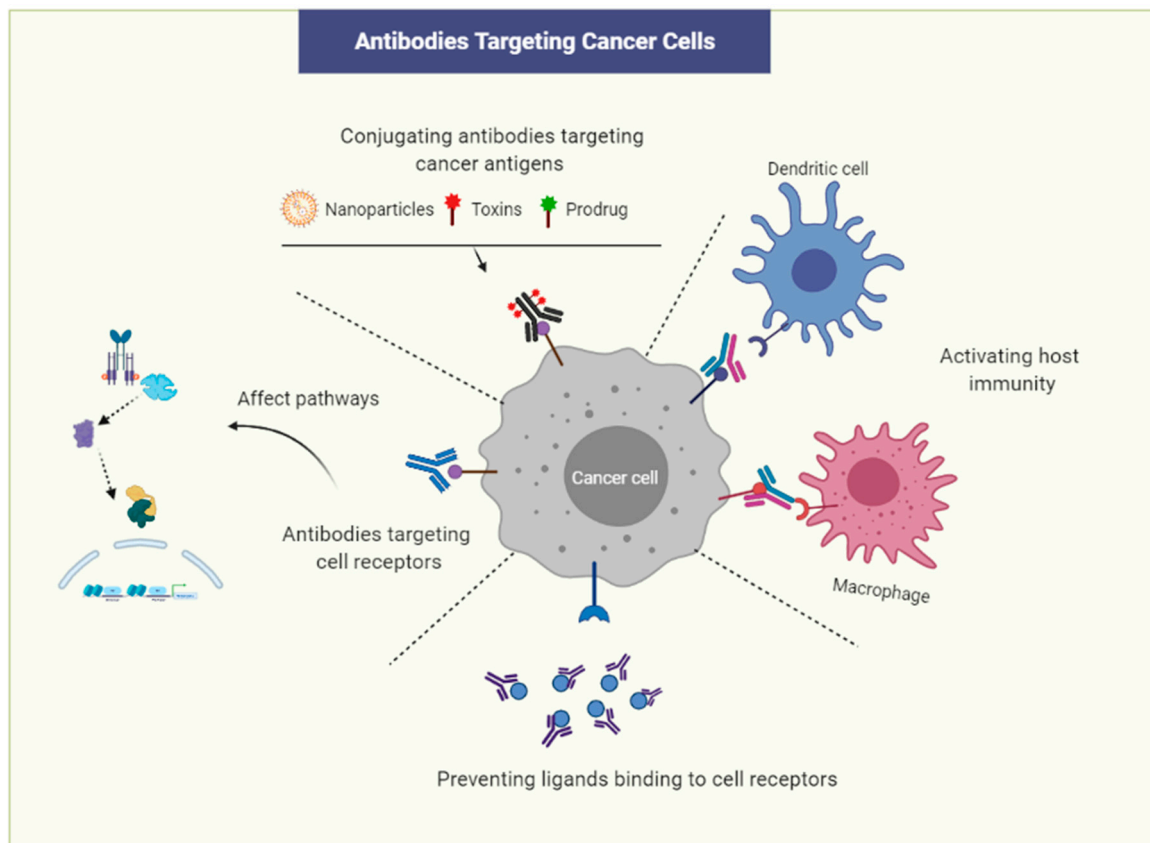 Antibodies Targeting Cancer Cells
Conjugating antibodies targeting
cancer antigens
Nanoparticles
Toxins
Prodrug
Dendritic cell
Activating host
immunity
Affect pathways
Cancer cell
Antibodies targeting
cell receptors
Macrophage
Preventing ligands binding to cell receptors